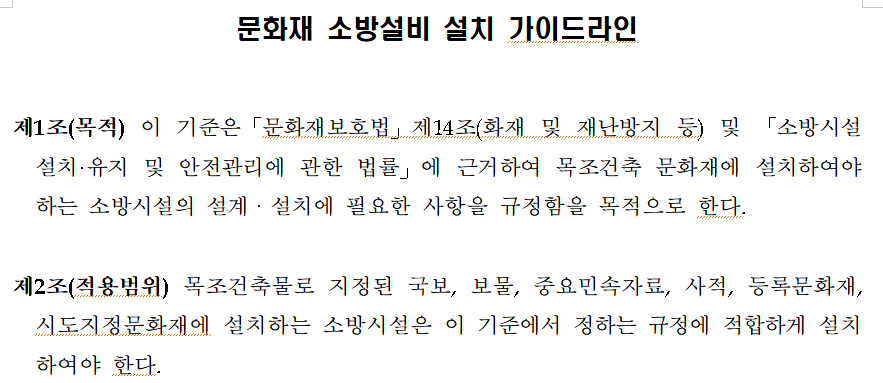 문화재 소방설비 설치 가이드라인
제1조(목적) 이 기준은「문화재보호법」제14조(화재 및 재난방지 등) 및 「소방시설
설치·유지 및 안전관리에 관한 법률」에 근거하여 목조건축 문화재에 설치하여야
하는 소방시설의 설계·설치에 필요한 사항을 규정함을 목적으로 한다.
제2조(적용범위) 목조건축물로 지정된 국보, 보물, 중요민속자료, 사적, 등록문화재,
시도지정문화재에 설치하는 소방시설은 이 기준에서 정하는 규정에 적합하게 설치
하여야 한다.